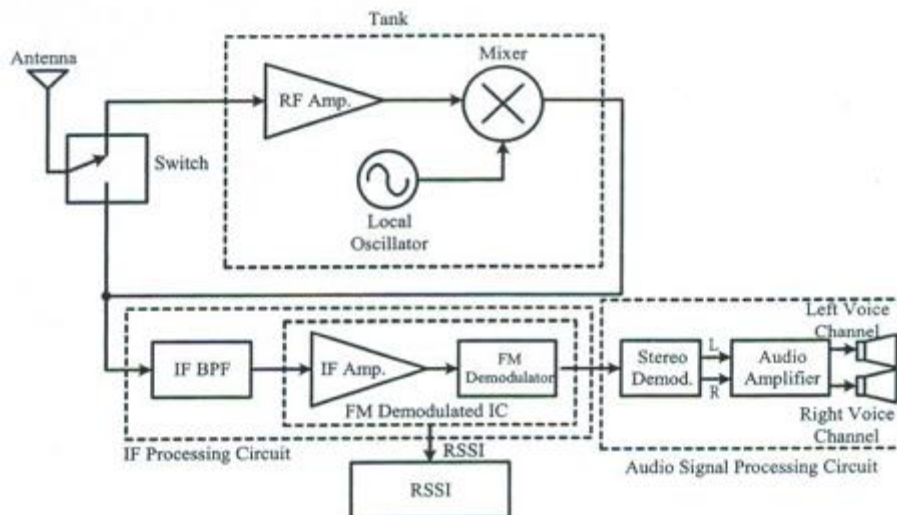 Tank
Antenna
Mixer
RF Amp.
Switch
Local
Oscillator
Left Voice
Channel
IF BPF
IF Amp.
FM
Demodulator
Stereo
Demod.
L
R
Audio
Amplifier
FM Demodulated IC
Right Voice
Channel
IF Processing Circuit
RSSI
RSSI
Audio Signal Processing Circuit